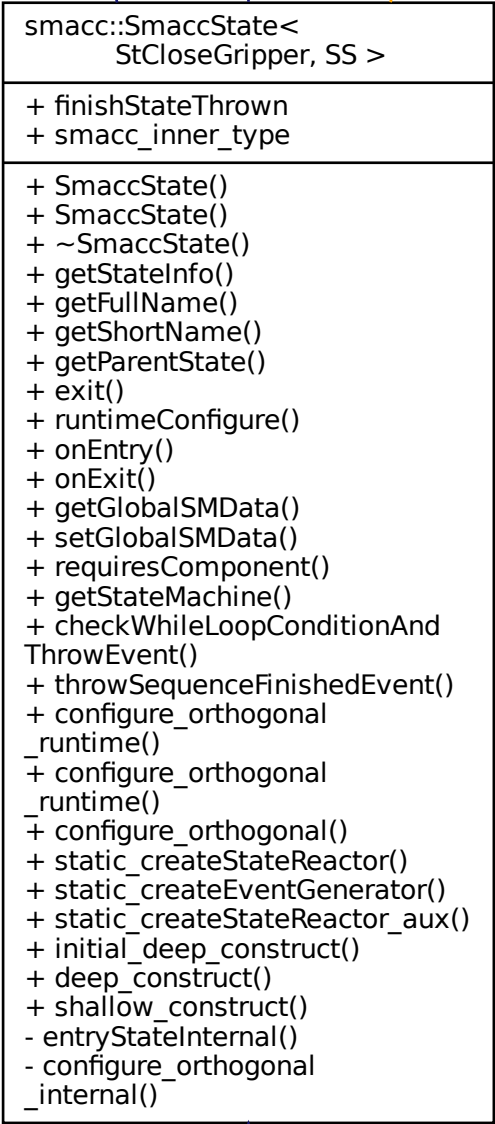 smacc::SmaccState<
StCloseGripper, SS >
+ finishStateThrown
+ smacc_inner_type
+ SmaccState()
+ SmaccState()
+ ~SmaccState()
+ getStateInfo()
+ getFullName()
+ getShortName()
+ getParentState()
+ exit()
+ runtimeConfigure()
+ onEntry()
+ onExit()
+ getGlobalSMData()
+ setGlobalSMData()
+ requiresComponent()
+ getStateMachine()
+ checkWhileLoopConditionAnd
ThrowEvent()
+ throwSequenceFinishedEvent()
+ configure_orthogonal
_runtime()
+ configure_orthogonal
_runtime()
+ configure_orthogonal()
+ static_createStateReactor()
+ static_createEventGenerator()
+ static_createStateReactor_aux()
+ initial_deep_construct()
+ deep_construct()
+ shallow_construct()
- entryStateInternal()
- configure_orthogonal
_internal()